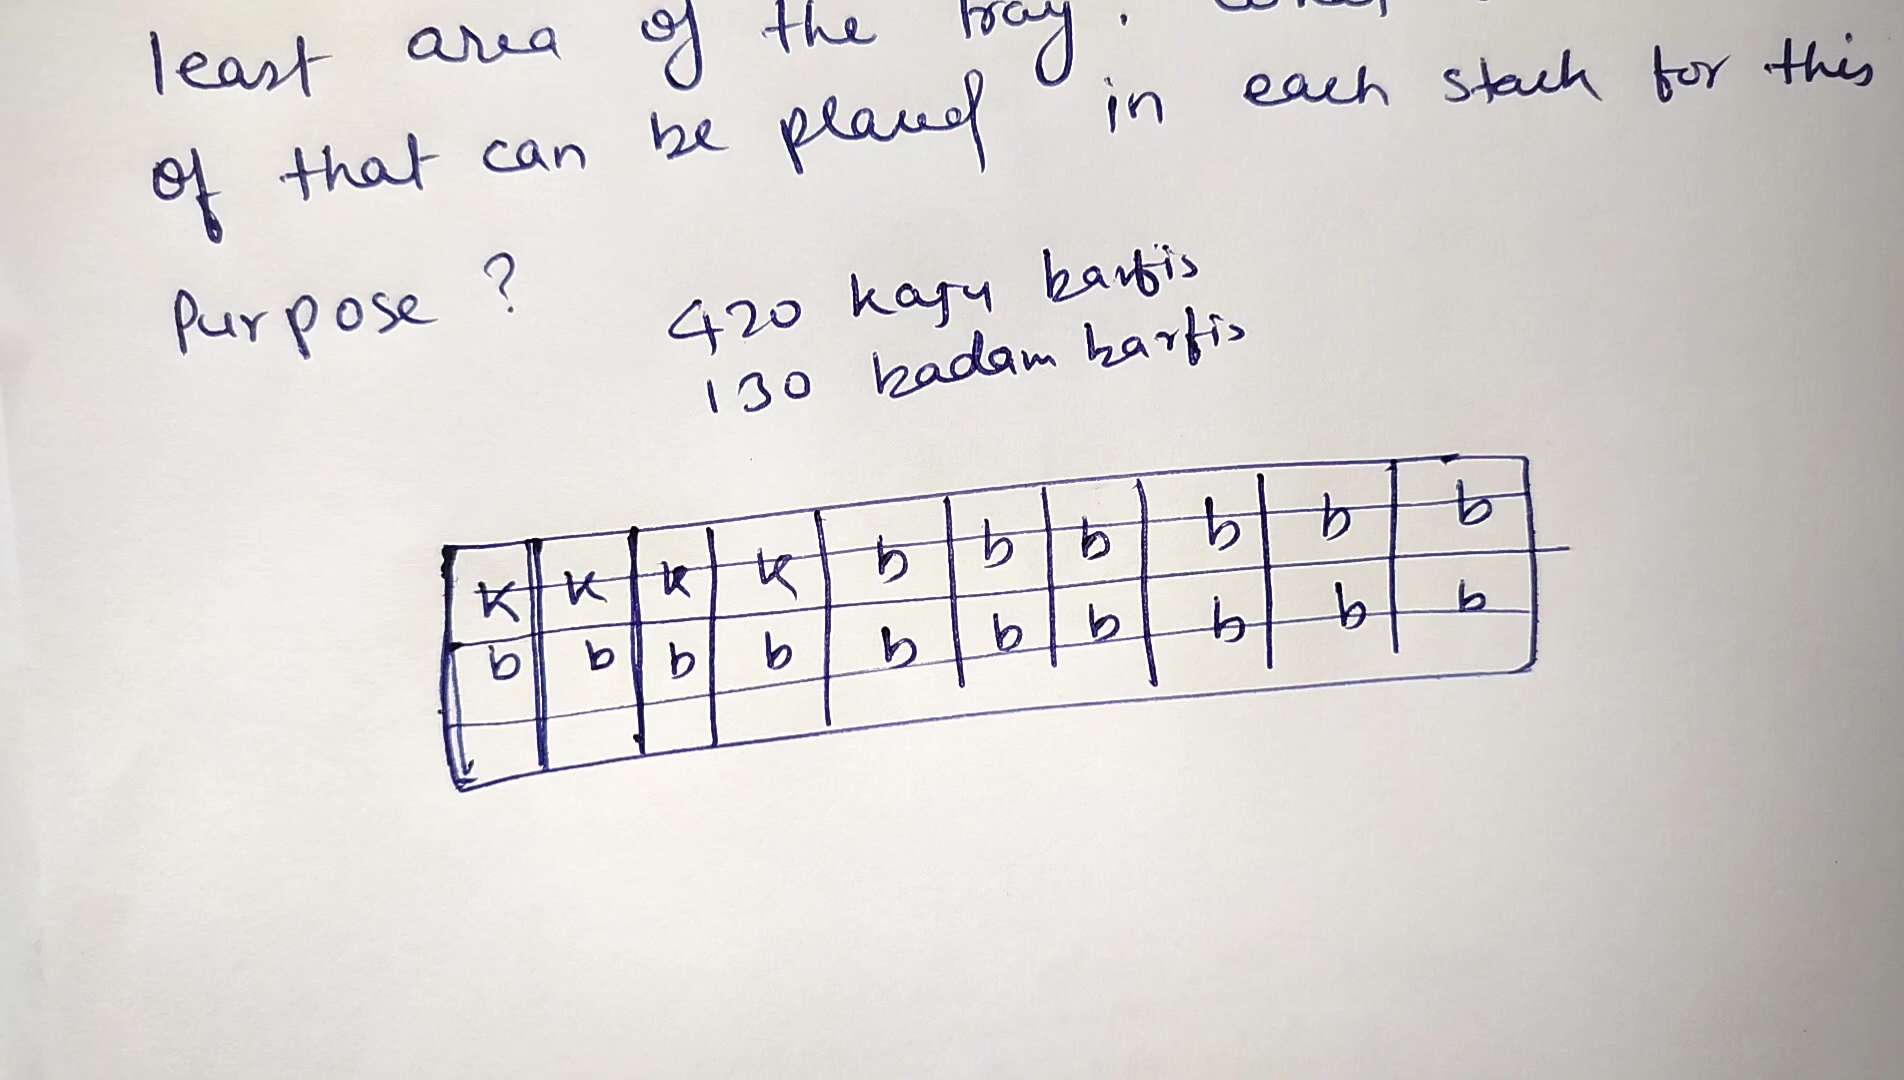 least area of the tray.
of that can be placed in each stack for this
Purpose ?
420 kaju barfis
130 badam barfis
K K K K b b b b b b
b b b b b b b b b b